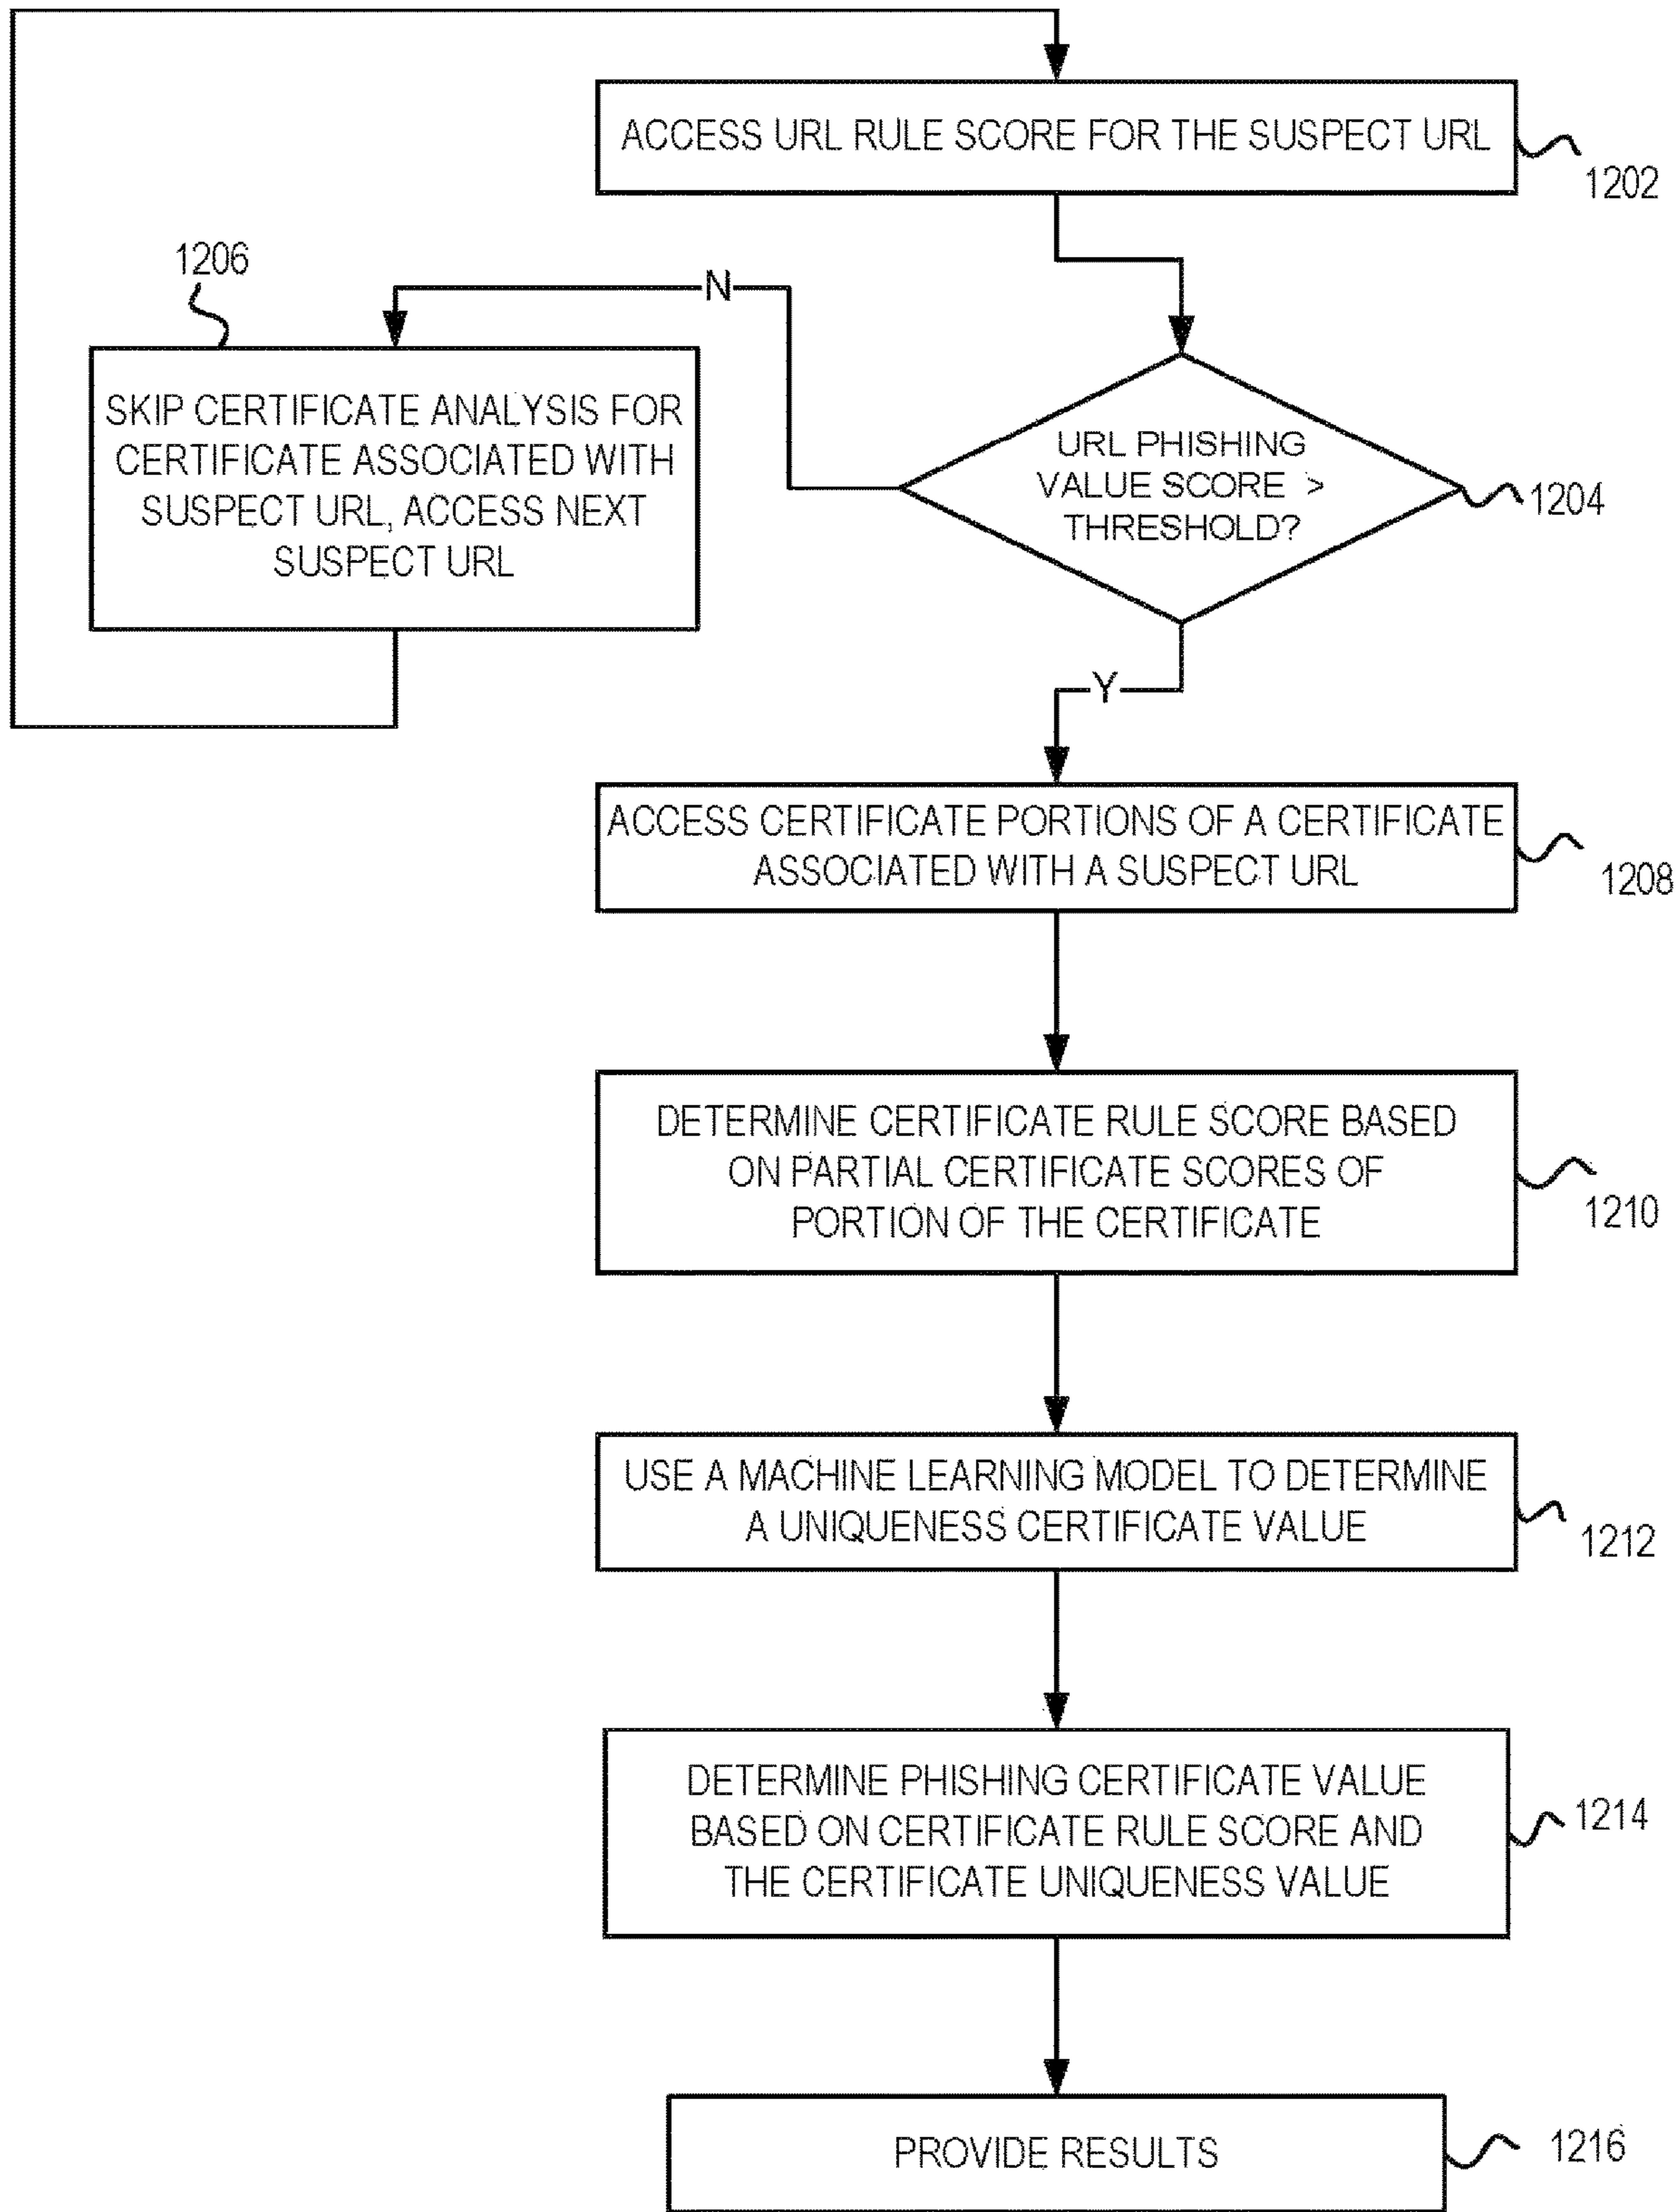 ACCESS URL RULE SCORE FOR THE SUSPECT URL
1202
1206
N
SKIP CERTIFICATE ANALYSIS FOR
CERTIFICATE ASSOCIATED WITH
SUSPECT URL, ACCESS NEXT
SUSPECT URL
URL PHISHING
VALUE SCORE >
THRESHOLD?
1204
Y
ACCESS CERTIFICATE PORTIONS OF A CERTIFICATE
ASSOCIATED WITH A SUSPECT URL
1208
DETERMINE CERTIFICATE RULE SCORE BASED
ON PARTIAL CERTIFICATE SCORES OF
PORTION OF THE CERTIFICATE
1210
USE A MACHINE LEARNING MODEL TO DETERMINE
A UNIQUENESS CERTIFICATE VALUE
1212
DETERMINE PHISHING CERTIFICATE VALUE
BASED ON CERTIFICATE RULE SCORE AND
THE CERTIFICATE UNIQUENESS VALUE
1214
PROVIDE RESULTS
1216